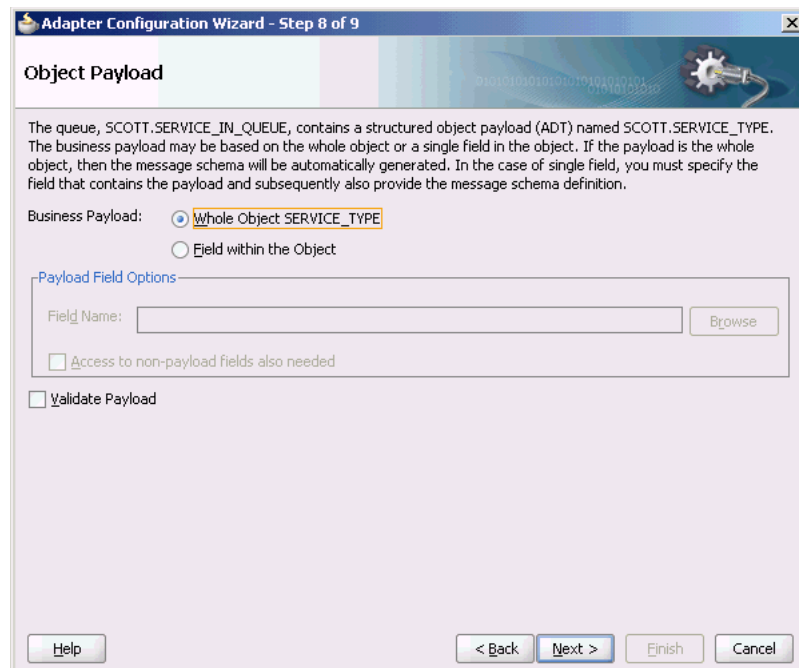 Adapter Configuration Wizard - Step 8 of 9
Object Payload
The queue, SCOTT.SERVICE_IN_QUEUE, contains a structured object payload (ADT) named SCOTT.SERVICE_TYPE.
The business payload may be based on the whole object or a single field in the object. If the payload is the whole
object, then the message schema will be automatically generated. In the case of single field, you must specify the
field that contains the payload and subsequently also provide the message schema definition.
Business Payload: Whole Object SERVICE_TYPE
Field within the Object
Payload Field Options
Field Name: Browse
Access to non-payload fields also needed
Validate Payload
Help < Back Next > Finish Cancel